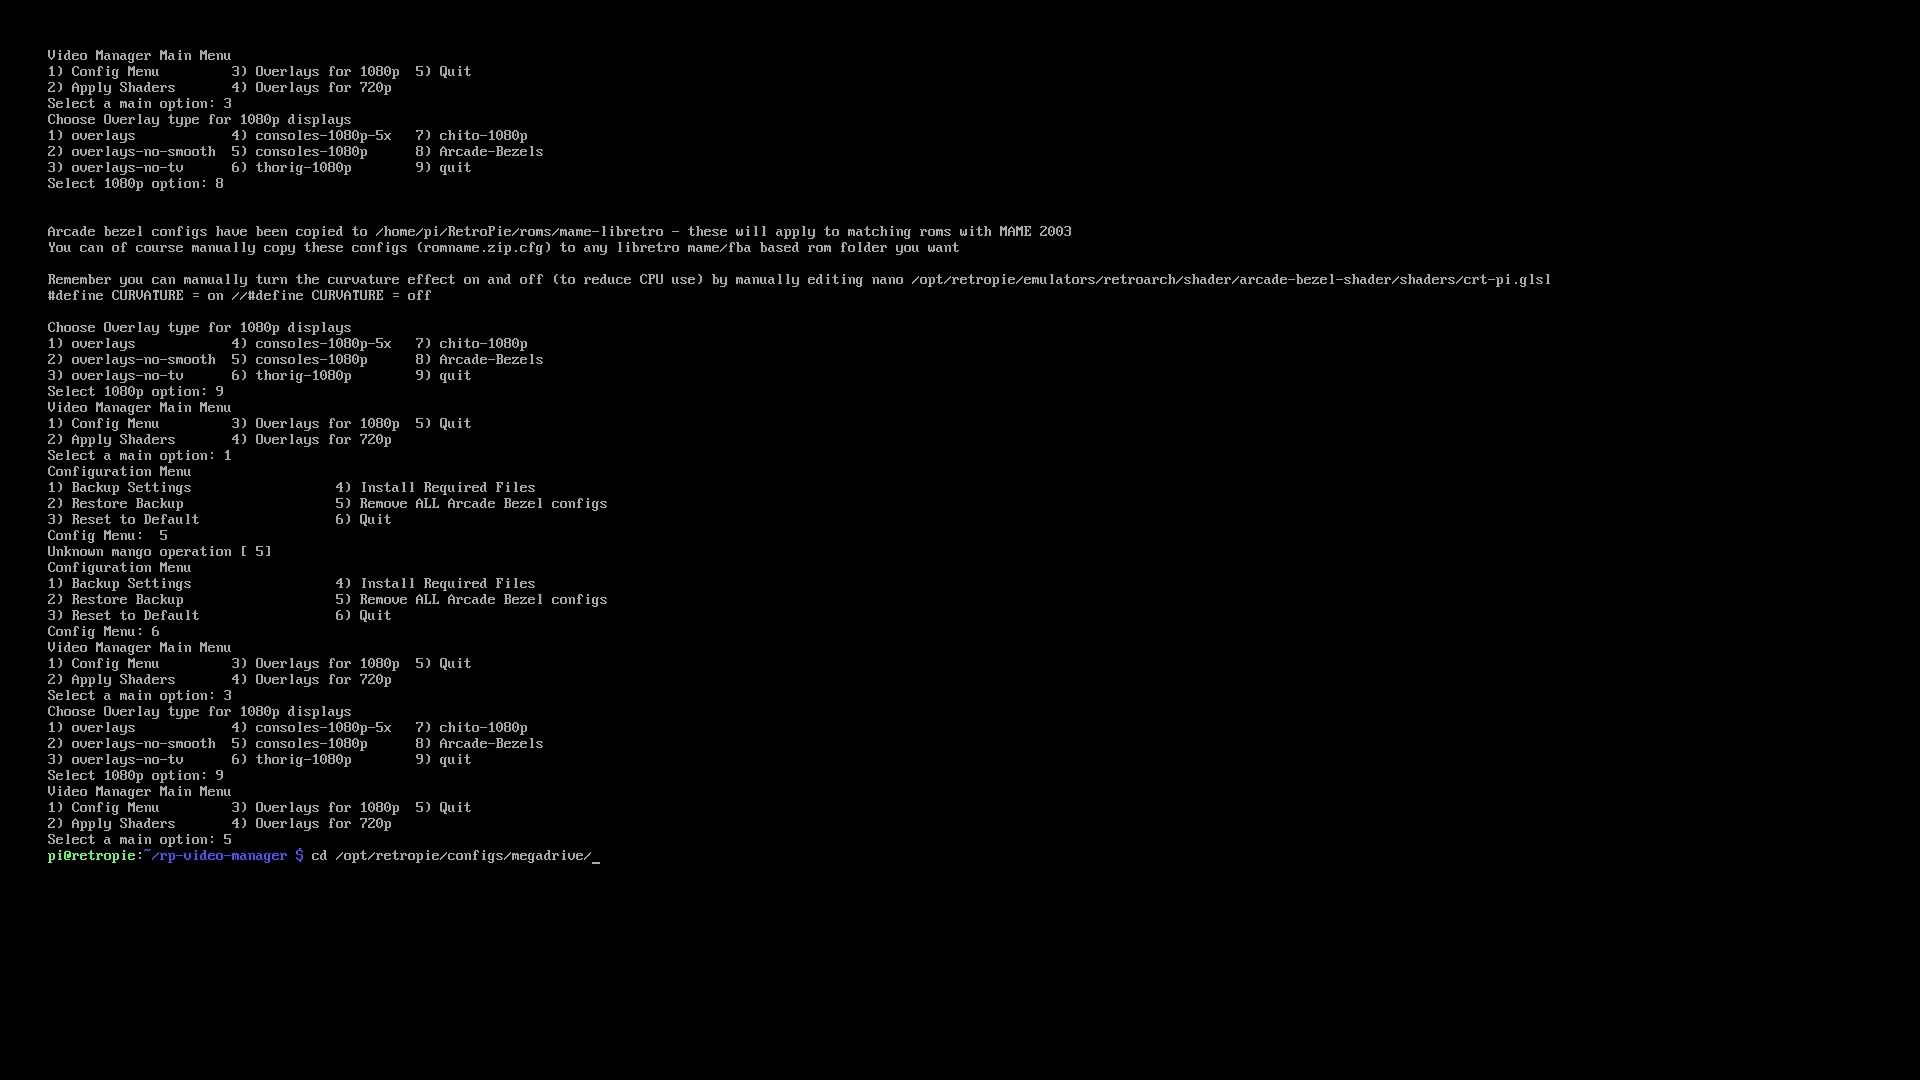 Video Manager Main Menu
1) Config Menu         3) Overlays for 1080p  5) Quit
2) Apply Shaders       4) Overlays for 720p
Select a main option: 3
Choose Overlay type for 1080p displays
1) overlays            4) consoles-1080p-5x   7) chito-1080p
2) overlays-no-smooth  5) consoles-1080p      8) Arcade-Bezels
3) overlays-no-tv      6) thorig-1080p        9) quit
Select 1080p option: 8
Arcade bezel configs have been copied to /home/pi/RetroPie/roms/mame-libretro - these will apply to matching roms with MAME 2003
You can of course manually copy these configs (romname.zip.cfg) to any libretro mame/fba based rom folder you want
Remember you can manually turn the curvature effect on and off (to reduce CPU use) by manually editing nano /opt/retropie/emulators/retroarch/shader/arcade-bezel-shader/shaders/crt-pi.glsl
#define CURVATURE = on //#define CURVATURE = off
Choose Overlay type for 1080p displays
1) overlays            4) consoles-1080p-5x   7) chito-1080p
2) overlays-no-smooth  5) consoles-1080p      8) Arcade-Bezels
3) overlays-no-tv      6) thorig-1080p        9) quit
Select 1080p option: 9
Video Manager Main Menu
1) Config Menu         3) Overlays for 1080p  5) Quit
2) Apply Shaders       4) Overlays for 720p
Select a main option: 1
Configuration Menu
1) Backup Settings                  4) Install Required Files
2) Restore Backup                   5) Remove ALL Arcade Bezel configs
3) Reset to Default                 6) Quit
Config Menu:  5
Unknown mango operation [ 5]
Configuration Menu
1) Backup Settings                  4) Install Required Files
2) Restore Backup                   5) Remove ALL Arcade Bezel configs
3) Reset to Default                 6) Quit
Config Menu: 6
Video Manager Main Menu
1) Config Menu         3) Overlays for 1080p  5) Quit
2) Apply Shaders       4) Overlays for 720p
Select a main option: 3
Choose Overlay type for 1080p displays
1) overlays            4) consoles-1080p-5x   7) chito-1080p
2) overlays-no-smooth  5) consoles-1080p      8) Arcade-Bezels
3) overlays-no-tv      6) thorig-1080p        9) quit
Select 1080p option: 9
Video Manager Main Menu
1) Config Menu         3) Overlays for 1080p  5) Quit
2) Apply Shaders       4) Overlays for 720p
Select a main option: 5
pi@retropie:~/rp-video-manager $ cd /opt/retropie/configs/megadrive/_